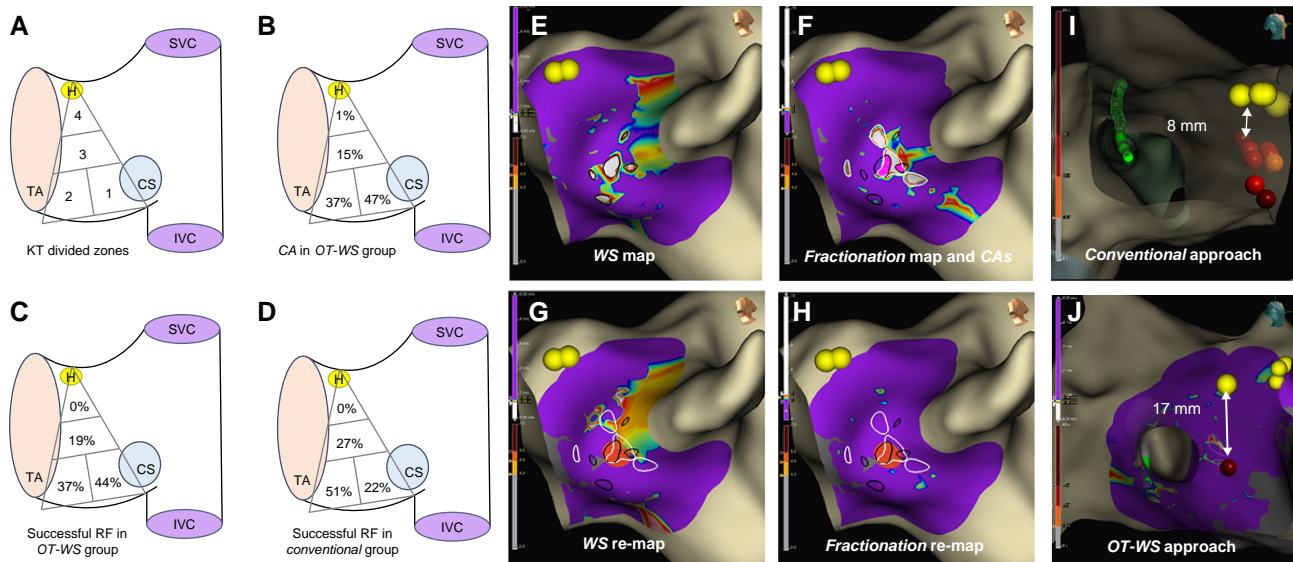 A
SVC
H
4
3
2
1
TA
CS
IVC
KT divided zones
B
SVC
H
1%
15%
37%
47%
TA
CS
IVC
CA in OT-WS group
E
WS map
F
Fractionation map and CAs
I
8 mm
Conventional approach
C
SVC
H
0%
19%
37%
44%
TA
CS
IVC
Successful RF in
OT-WS group
D
SVC
H
0%
27%
51%
22%
TA
CS
IVC
Successful RF in
conventional group
G
WS re-map
H
Fractionation re-map
J
17 mm
OT-WS approach